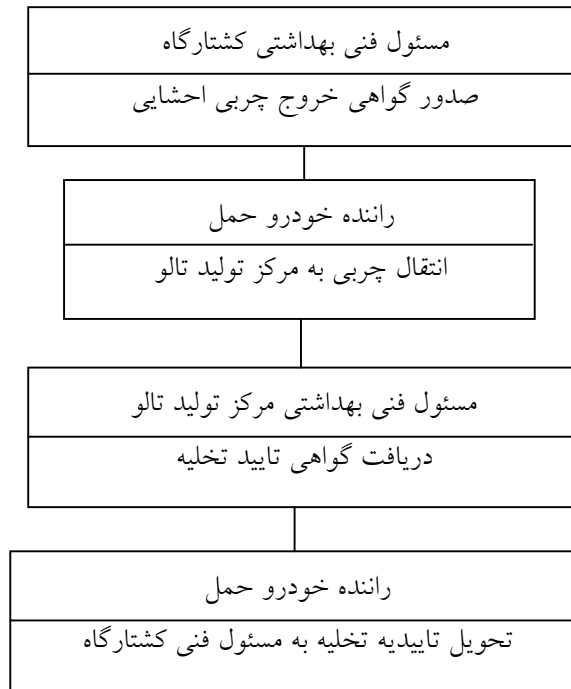 مسئول فنی بهداشتی کشتارگاه
صدور گواهی خروج چربی احشایی
راننده خودرو حمل
انتقال چربی به مرکز تولید تالو
مسئول فنی بهداشتی مرکز تولید تالو
دریافت گواهی تایید تخلیه
راننده خودرو حمل
تحویل تاییدیه تخلیه به مسئول فنی کشتارگاه